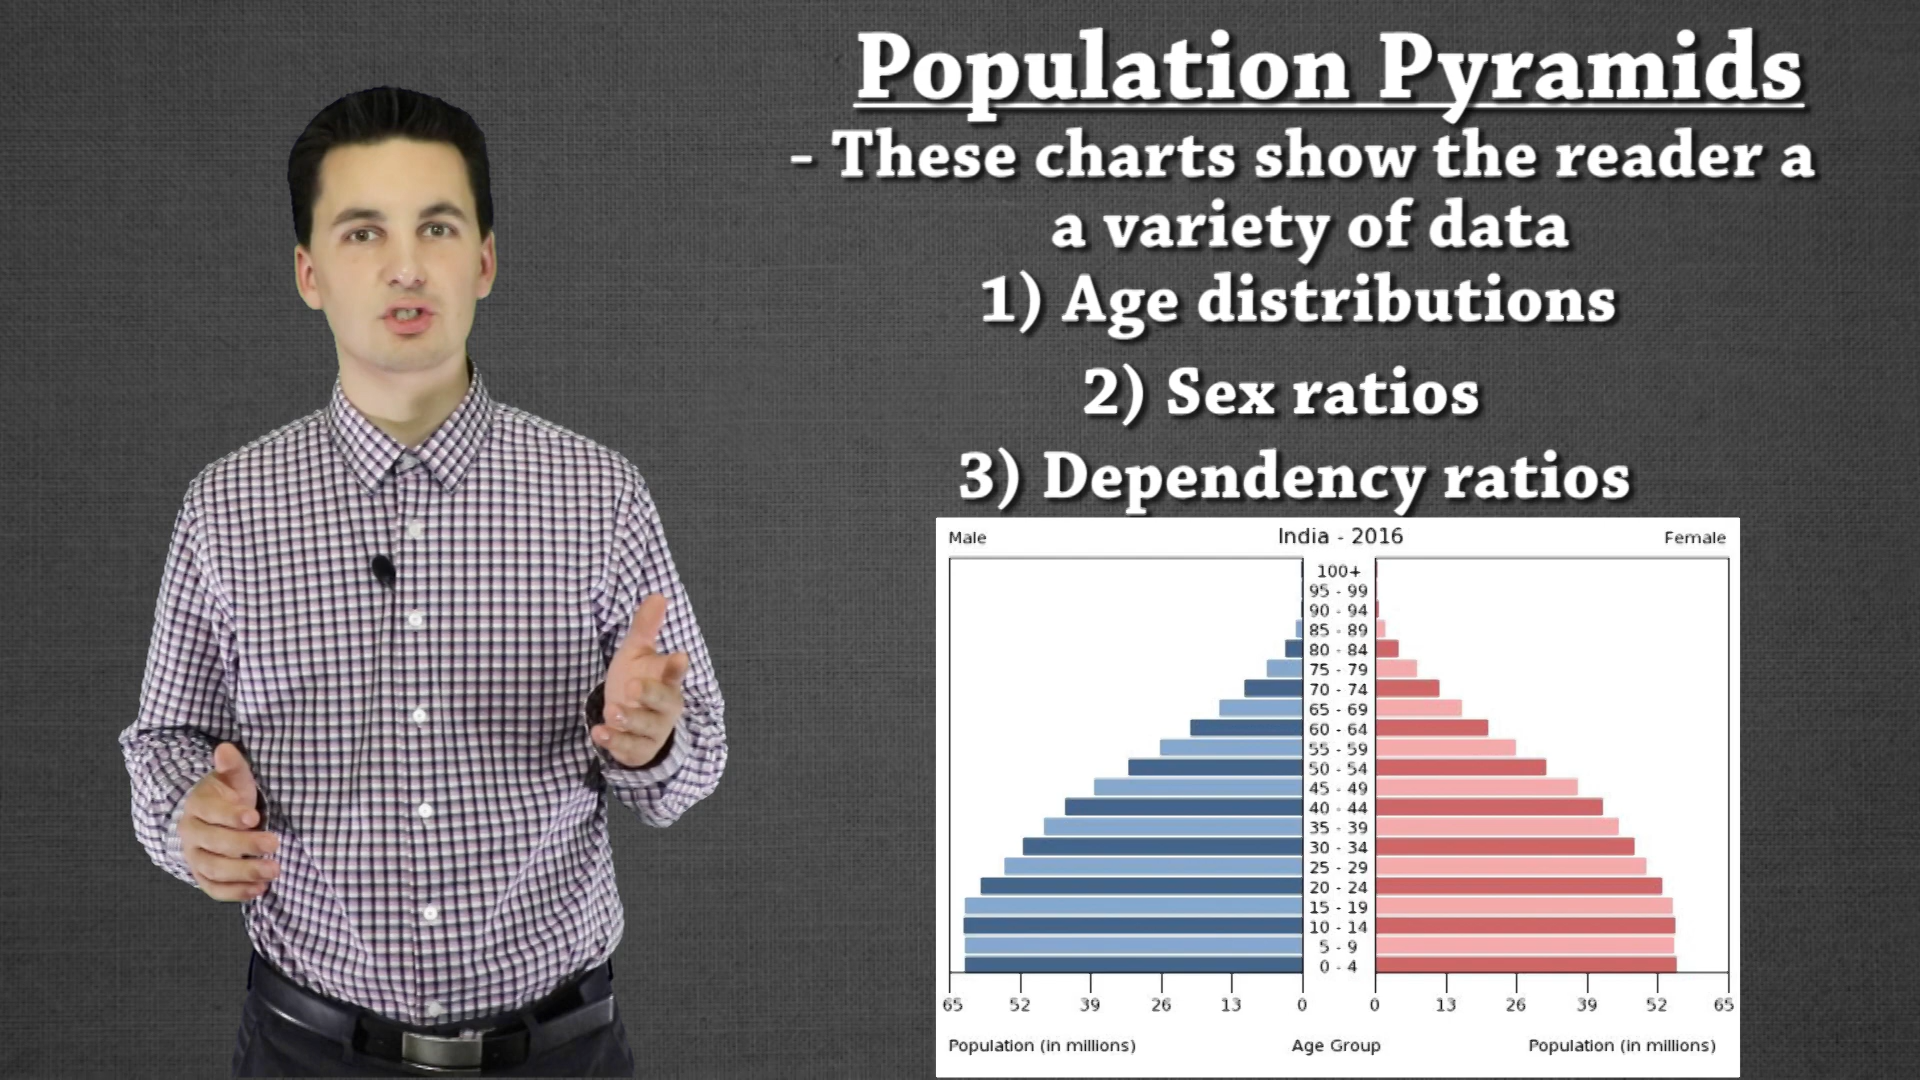 Population Pyramids
- These charts show the reader a
a variety of data
1) Age distributions
2) Sex ratios
3) Dependency ratios
Male India - 2016 Female
100+
95 - 99
90 - 94
85 - 89
80 - 84
75 - 79
70 - 74
65 - 69
60 - 64
55 - 59
50 - 54
45 - 49
40 - 44
35 - 39
30 - 34
25 - 29
20 - 24
15 - 19
10 - 14
5 - 9
0 - 4
65 52 39 26 13 0 0 13 26 39 52 65
Population (in millions) Age Group Population (in millions)